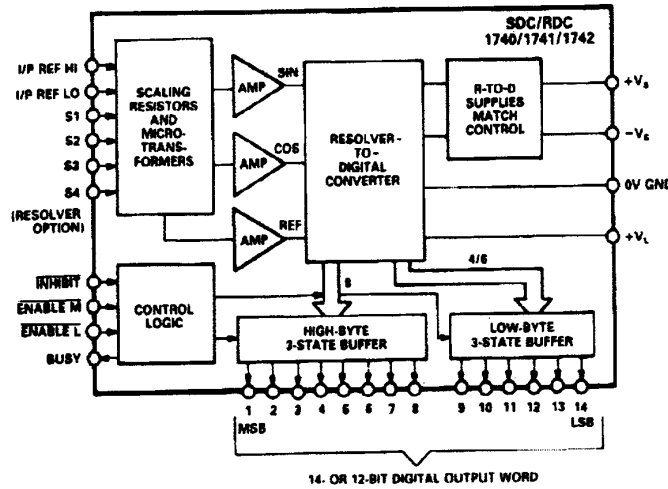 SDC/RDC
1740/1741/1742
I/P REF HI
I/P REF LO
S1
S2
S3
S4
(RESOLVER
OPTION)
SCALING
RESISTORS
AND
MICRO-
TRANS-
FORMERS
AMP
SIN
AMP
COS
AMP
REF
RESOLVER-
TO-
DIGITAL
CONVERTER
R-TO-D
SUPPLIES
MATCH
CONTROL
+VS
-VS
0V GND
+VL
INHIBIT
ENABLE M
ENABLE L
BUSY
CONTROL
LOGIC
8
4/6
HIGH-BYTE
3-STATE BUFFER
LOW-BYTE
3-STATE BUFFER
1 2 3 4 5 6 7 8 9 10 11 12 13 14
MSB LSB
14- OR 12-BIT DIGITAL OUTPUT WORD